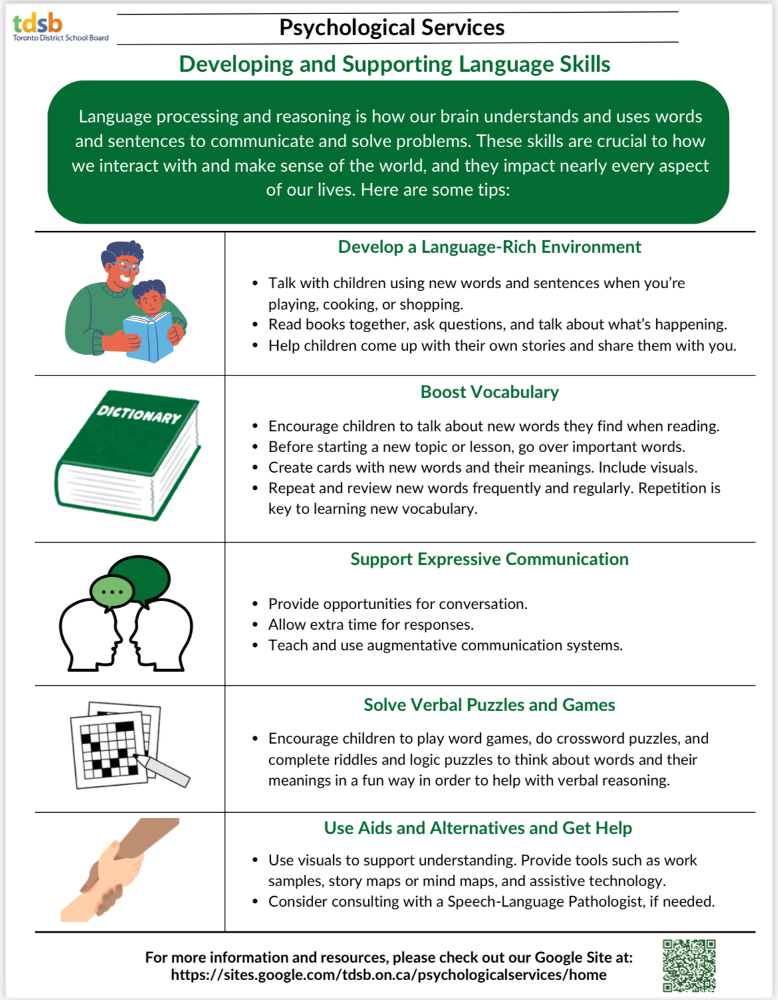 tdsb
Toronto District School Board
Psychological Services
Developing and Supporting Language Skills
Language processing and reasoning is how our brain understands and uses words
and sentences to communicate and solve problems. These skills are crucial to how
we interact with and make sense of the world, and they impact nearly every aspect
of our lives. Here are some tips:
Develop a Language-Rich Environment
• Talk with children using new words and sentences when you’re
playing, cooking, or shopping.
• Read books together, ask questions, and talk about what’s happening.
• Help children come up with their own stories and share them with you.
DICTIONARY
Boost Vocabulary
• Encourage children to talk about new words they find when reading.
• Before starting a new topic or lesson, go over important words.
• Create cards with new words and their meanings. Include visuals.
• Repeat and review new words frequently and regularly. Repetition is
key to learning new vocabulary.
Support Expressive Communication
• Provide opportunities for conversation.
• Allow extra time for responses.
• Teach and use augmentative communication systems.
Solve Verbal Puzzles and Games
• Encourage children to play word games, do crossword puzzles, and
complete riddles and logic puzzles to think about words and their
meanings in a fun way in order to help with verbal reasoning.
Use Aids and Alternatives and Get Help
• Use visuals to support understanding. Provide tools such as work
samples, story maps or mind maps, and assistive technology.
• Consider consulting with a Speech-Language Pathologist, if needed.
For more information and resources, please check out our Google Site at:
https://sites.google.com/tdsb.on.ca/psychologicalservices/home